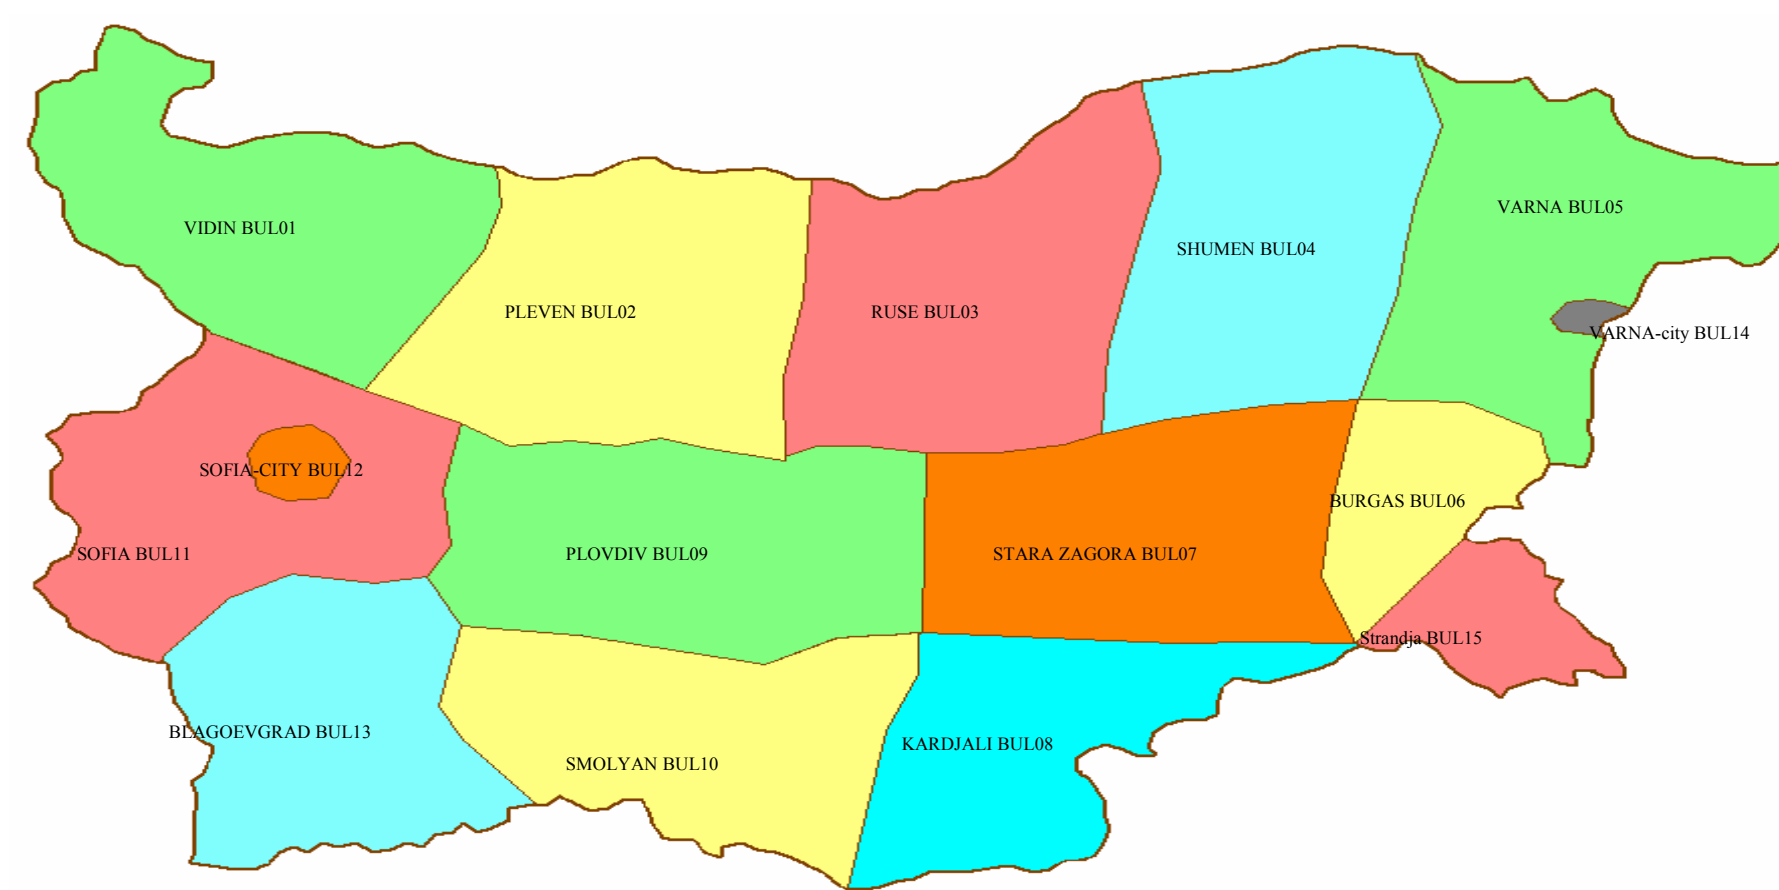 VARNA BUL05
VIDIN BUL01
SHUMEN BUL04
PLEVEN BUL02
RUSE BUL03
VARNA-city BUL14
SOFIA-CITY BUL12
BURGAS BUL06
SOFIA BUL11
PLOVDIV BUL09
STARA ZAGORA BUL07
Strandja BUL15
BLAGOEVGRAD BUL13
KARDJALI BUL08
SMOLYAN BUL10